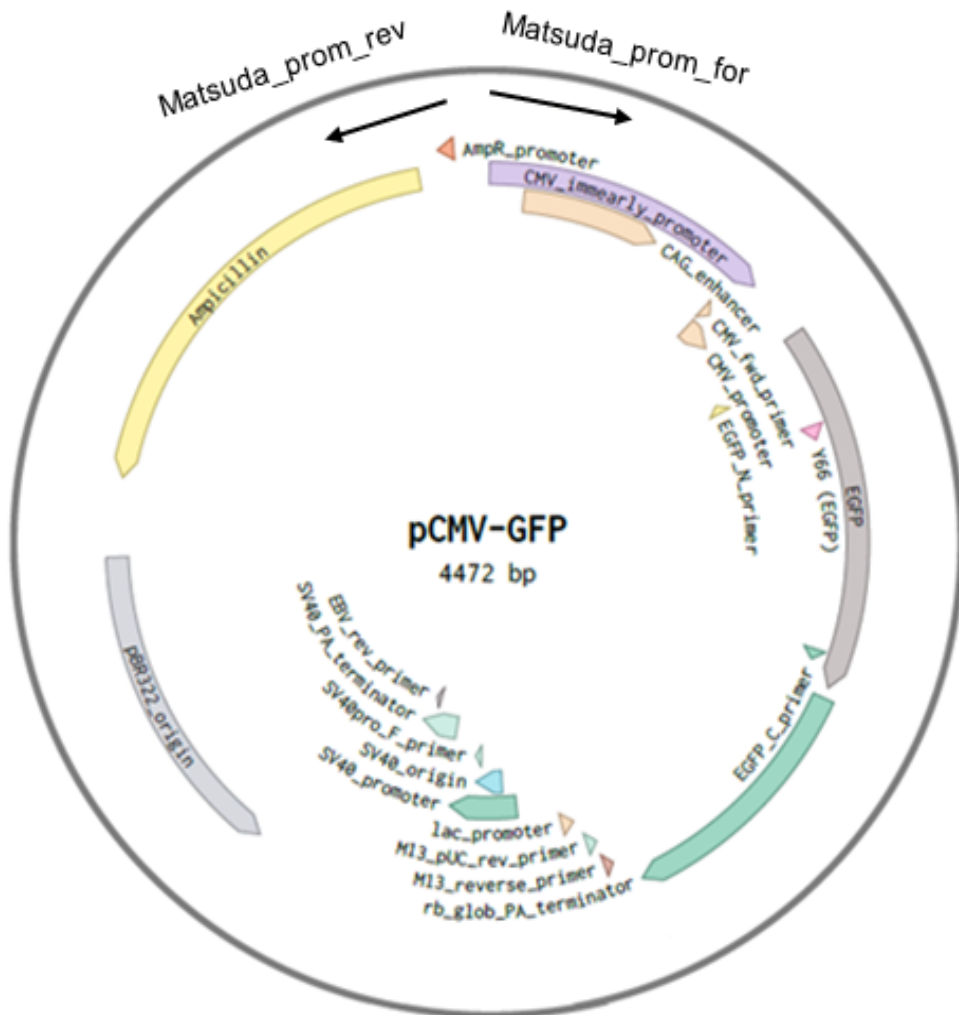 Matsuda_prom_rev
Matsuda_prom_for
AmpR_promoter
CMV_immearly_promoter
CAG_enhancer
CMV_fwd_primer
CMV_promoter
EGFP_N_primer
Y66 (EGFP)
EGFP
Ampicillin
pCMV-GFP
4472 bp
EBV_rev_primer
SV40_PA_terminator
SV40pro_F_primer
SV40_origin
SV40_promoter
lac_promoter
M13_pUC_rev_primer
M13_reverse_primer
rb_glob_PA_terminator
EGFP_C_primer
pBR322_origin